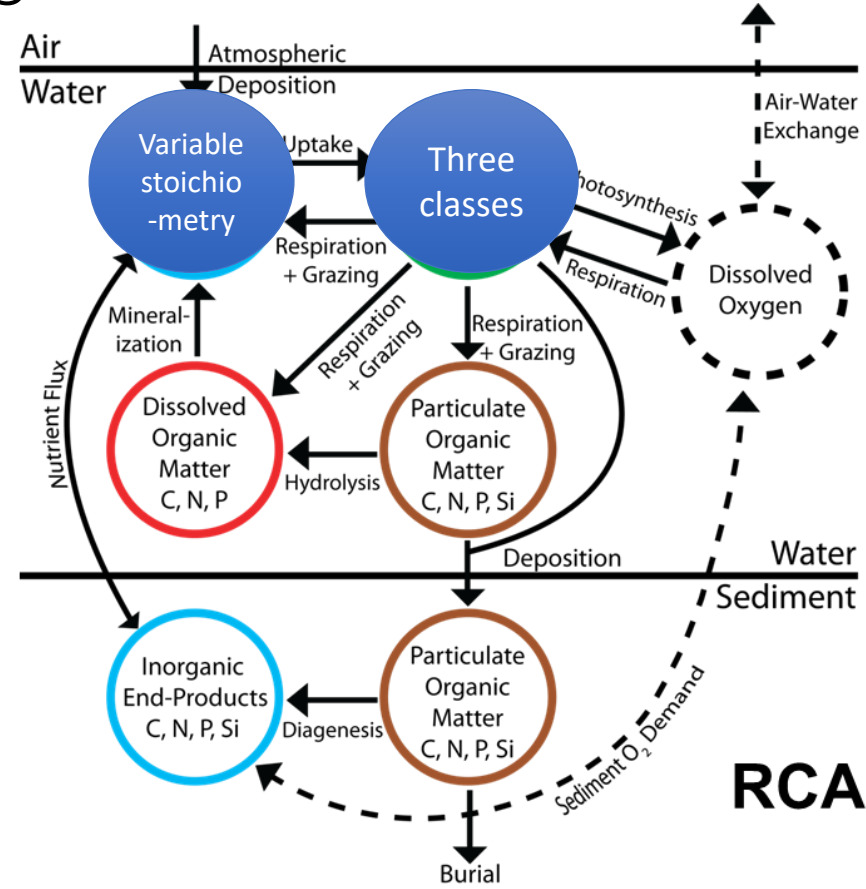 Air
Atmospheric
Deposition
Water
Air-Water
Exchange
Variable
stoichio
-metry
Uptake
Three
classes
hotosynthesis
Respiration
Respiration
+ Grazing
Dissolved
Oxygen
Mineral-
ization
Respiration
+ Grazing
Respiration
+ Grazing
Nutrient Flux
Dissolved
Organic
Matter
C, N, P
Hydrolysis
Particulate
Organic
Matter
C, N, P, Si
Deposition
Water
Sediment
Inorganic
End-Products
C, N, P, Si
Diagenesis
Particulate
Organic
Matter
C, N, P, Si
Sediment O₂ Demand
RCA
Burial